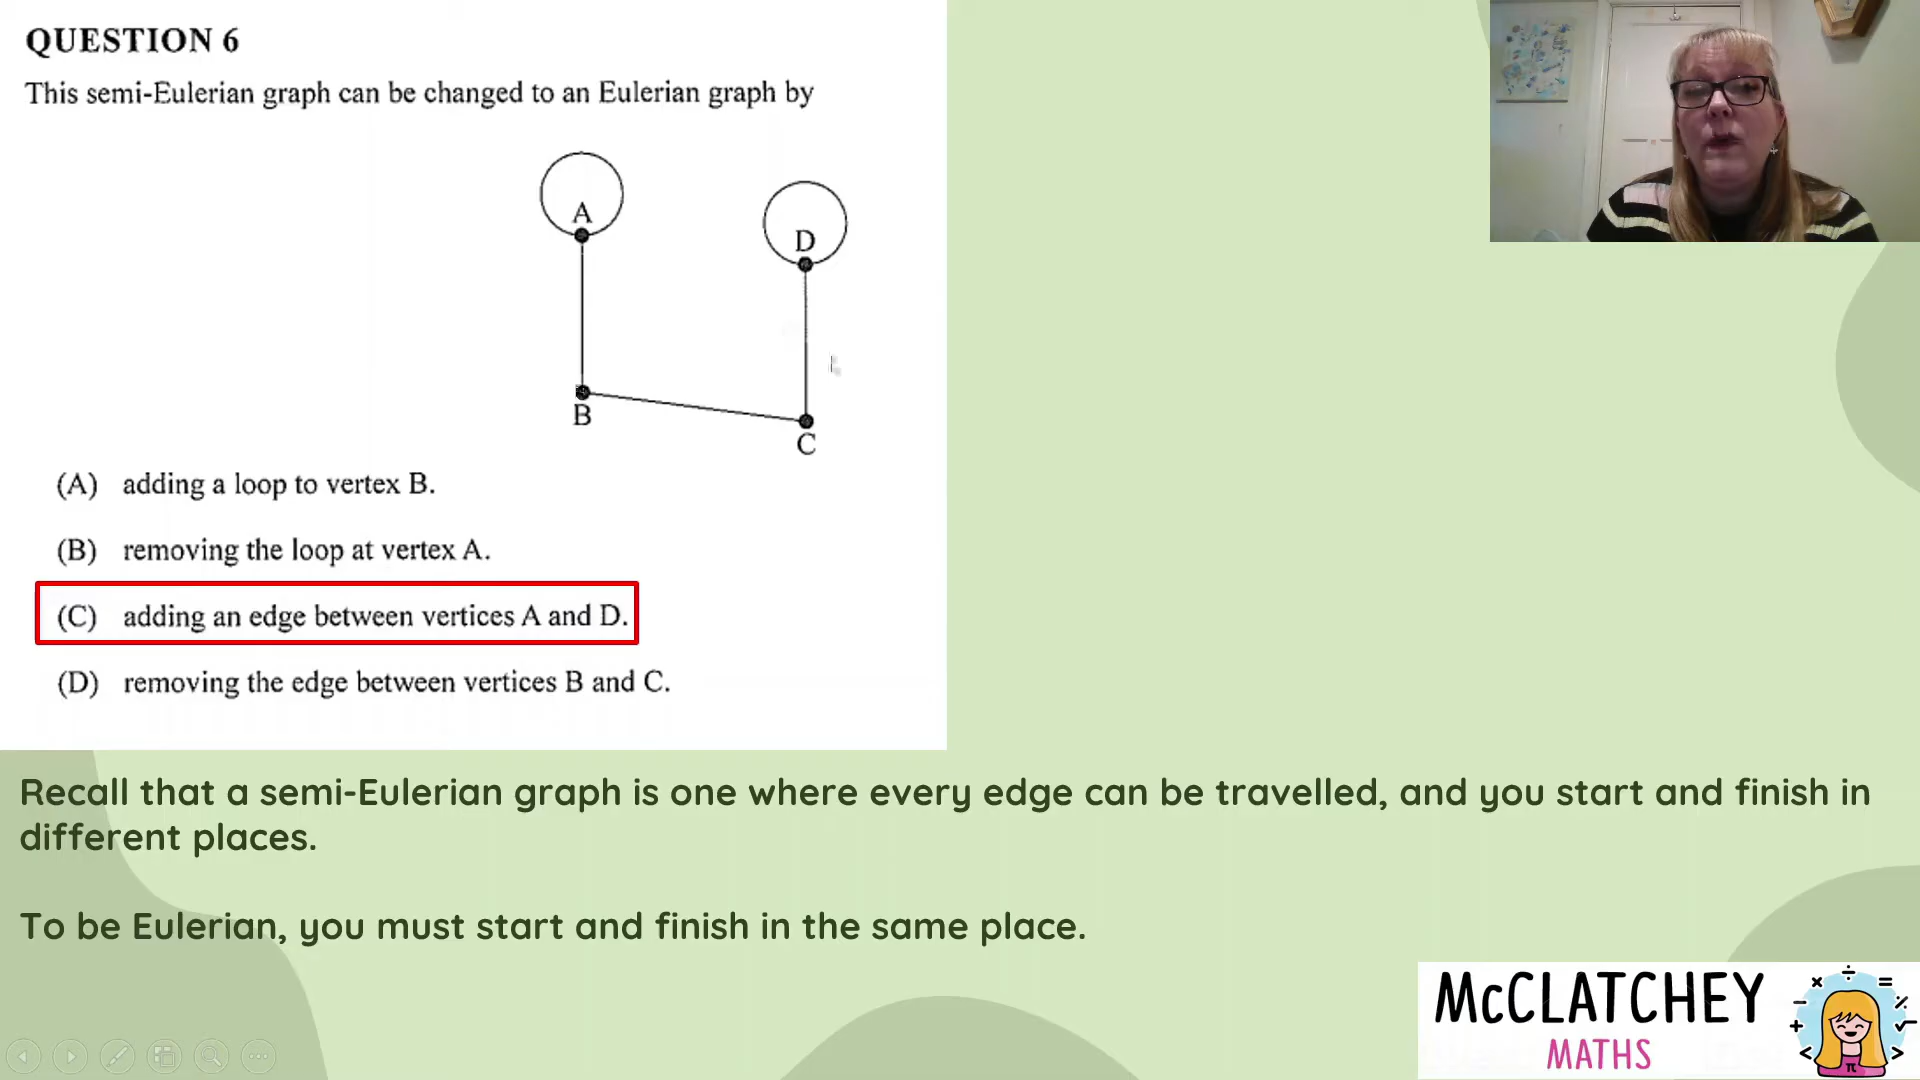 QUESTION 6
This semi-Eulerian graph can be changed to an Eulerian graph by
A
D
B
C
(A) adding a loop to vertex B.
(B) removing the loop at vertex A.
(C) adding an edge between vertices A and D.
(D) removing the edge between vertices B and C.
Recall that a semi-Eulerian graph is one where every edge can be travelled, and you start and finish in
different places.
To be Eulerian, you must start and finish in the same place.
McCLATCHEY
MATHS